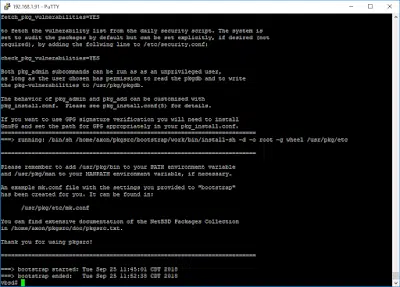 192.168.1.91 - PuTTY
fetch_pkg_vulnerabilities=YES
to fetch the vulnerability list from the daily security script. The system is
set to audit the packages by default but can be set explicitly, if desired (not
required), by adding the follwing line to /etc/security.conf:
check_pkg_vulnerabilities=YES
Both pkg_admin subcommands can be run as as an unprivileged user,
as long as the user chosen has permission to read the pkgdb and to write
the pkg-vulnerabilities to /usr/pkg/pkgdb.
The behavior of pkg_admin and pkg_add can be customised with
pkg_install.conf. Please see pkg_install.conf(5) for details.
If you want to use GPG signature verification you will need to install
GnuPG and set the path for GPG appropriately in your pkg_install.conf.
===========================================================================
===> running: /bin/sh /home/axon/pkgsrc/bootstrap/work/bin/install-sh -d -o root -g wheel /usr/pkg/etc
===========================================================================
Please remember to add /usr/pkg/bin to your PATH environment variable
and /usr/pkg/man to your MANPATH environment variable, if necessary.
An example mk.conf file with the settings you provided to "bootstrap"
has been created for you. It can be found in:
/usr/pkg/etc/mk.conf
You can find extensive documentation of the NetBSD Packages Collection
in /home/axon/pkgsrc/doc/pkgsrc.txt.
Thank you for using pkgsrc!
===========================================================================
===> bootstrap started: Tue Sep 25 11:45:01 CDT 2018
===> bootstrap ended: Tue Sep 25 11:52:38 CDT 2018
vbsd#